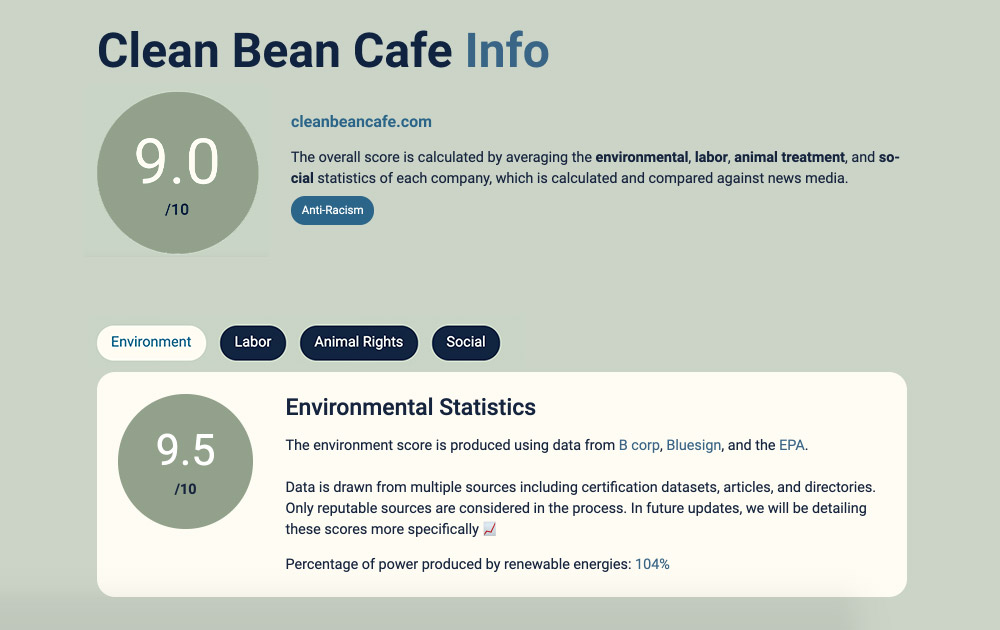 Clean Bean Cafe Info
9.0
/10
cleanbeancafe.com
The overall score is calculated by averaging the environmental, labor, animal treatment, and so-
cial statistics of each company, which is calculated and compared against news media.
Anti-Racism
Environment Labor Animal Rights Social
9.5
/10
Environmental Statistics
The environment score is produced using data from B corp, Bluesign, and the EPA.
Data is drawn from multiple sources including certification datasets, articles, and directories.
Only reputable sources are considered in the process. In future updates, we will be detailing
these scores more specifically 📈
Percentage of power produced by renewable energies: 104%